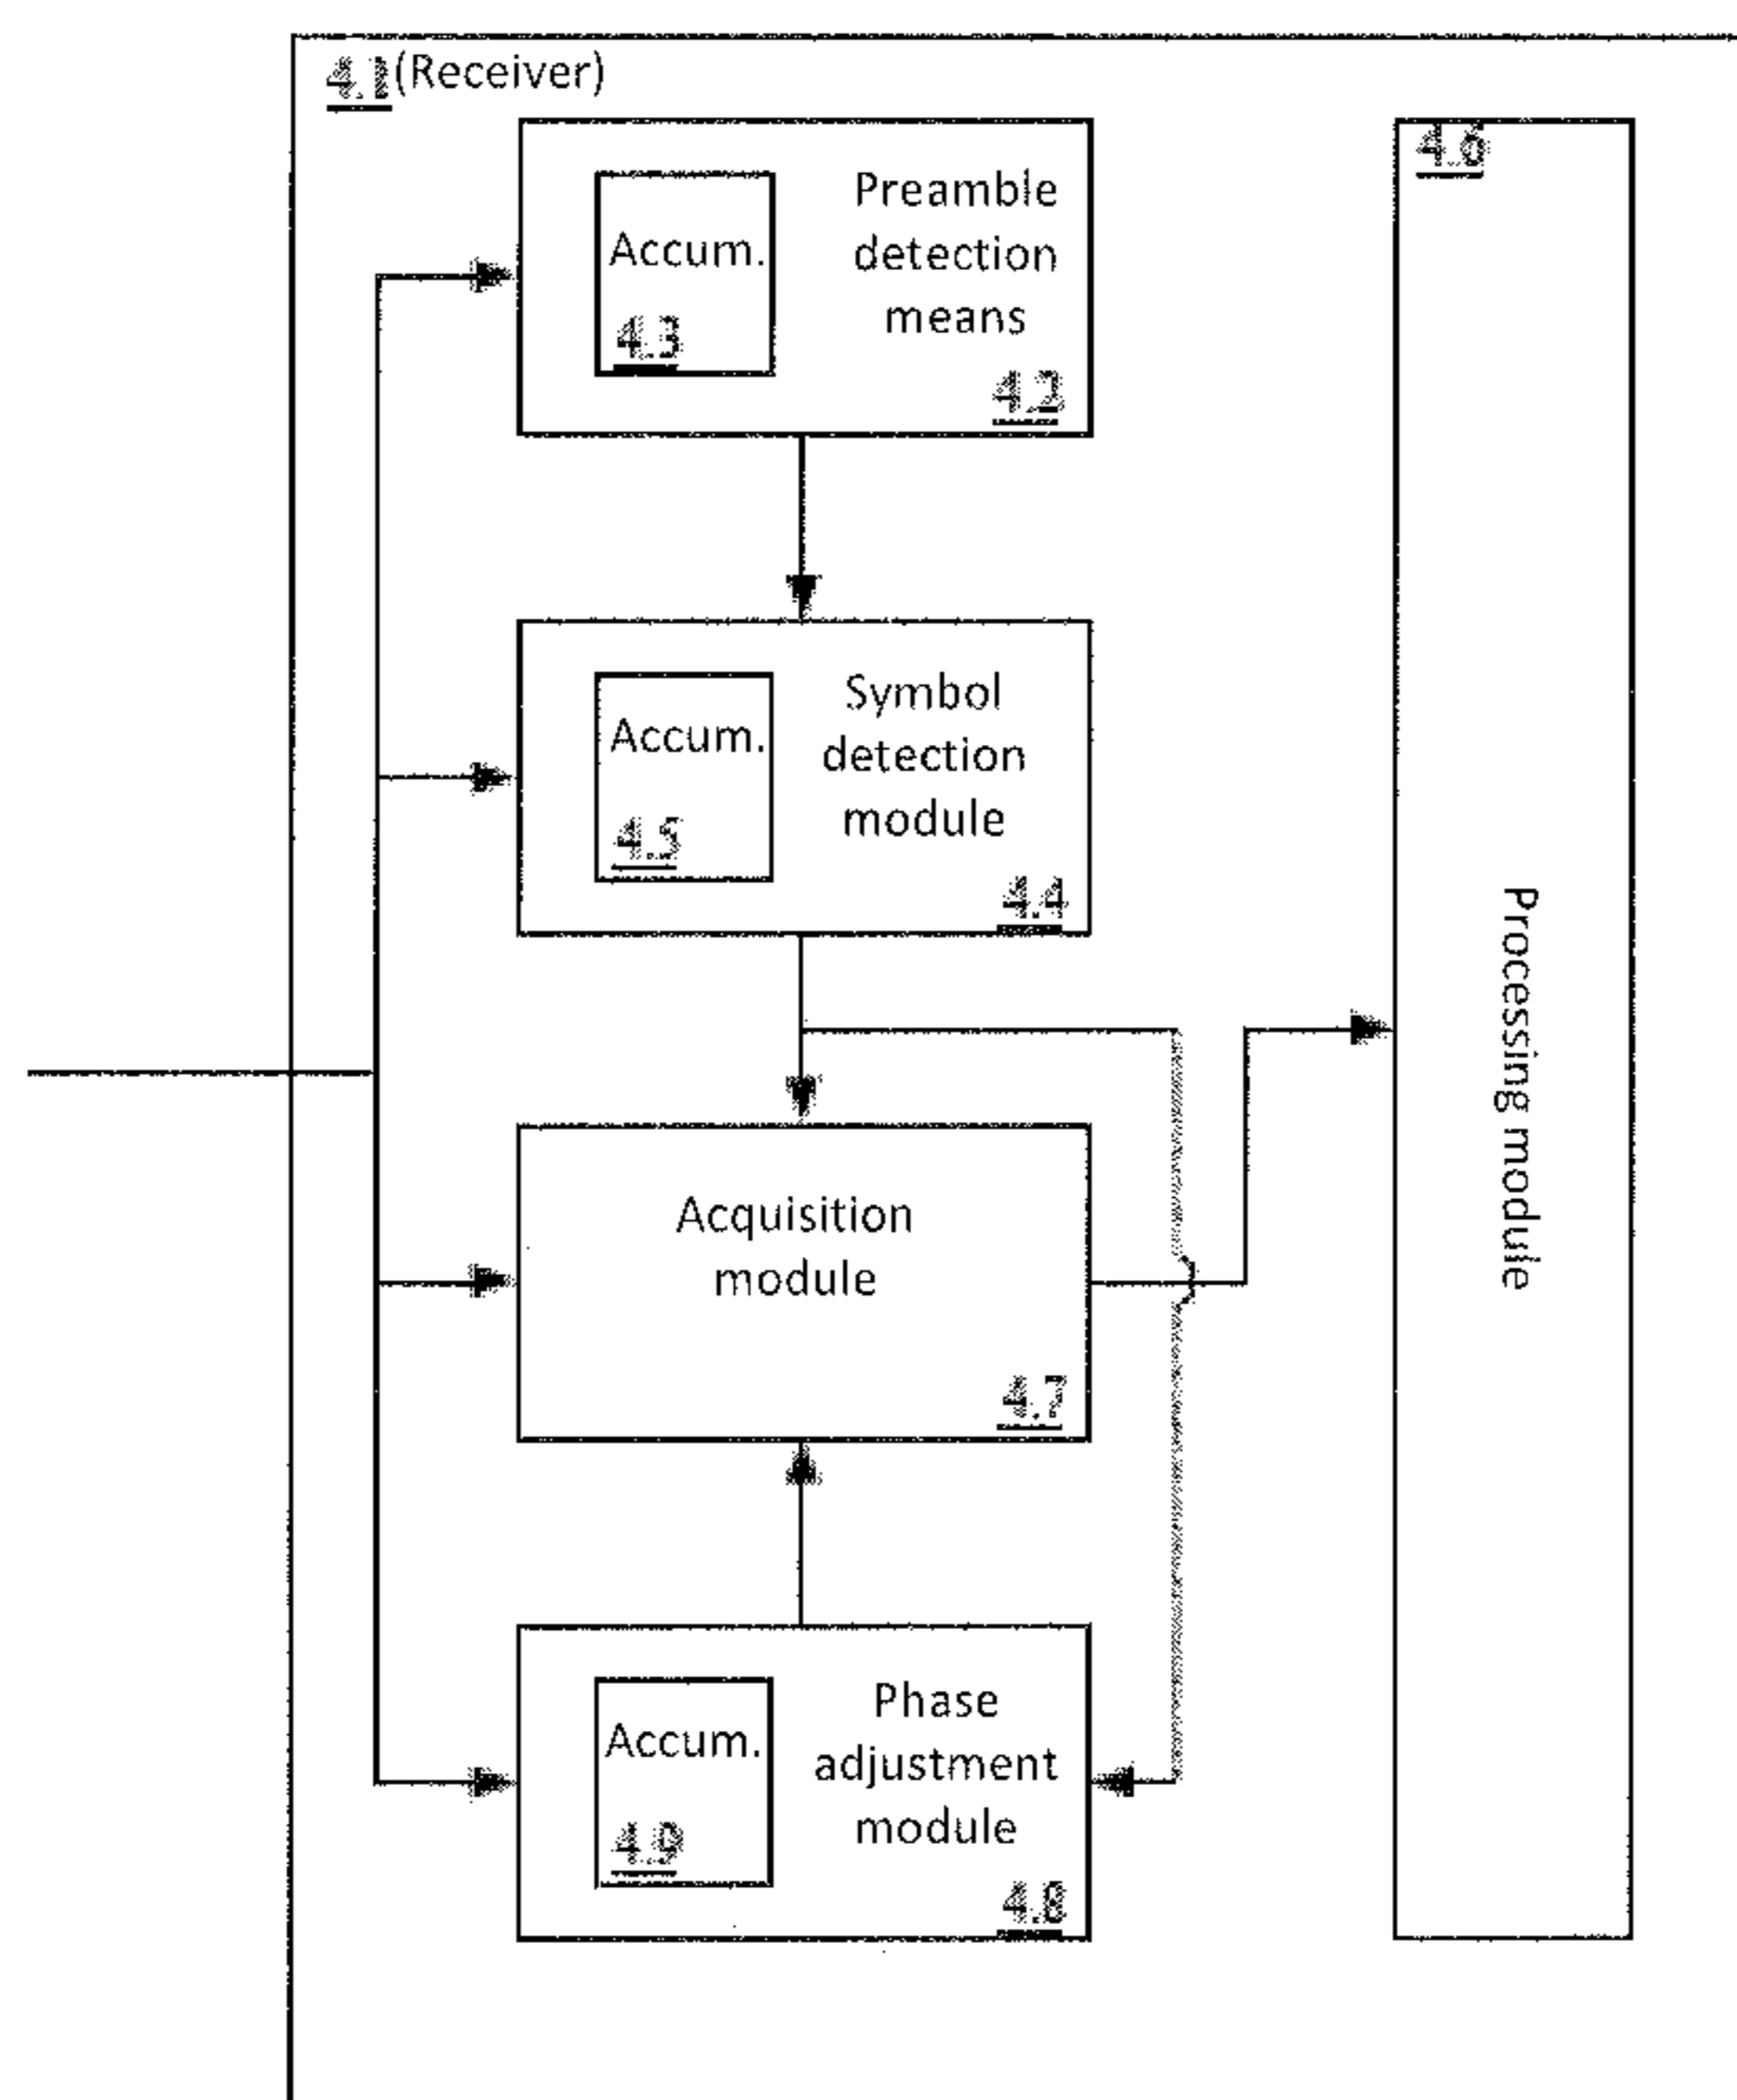 4.1 (Receiver)
Accum.
4.3
Preamble
detection
means
4.2
Accum.
4.5
Symbol
detection
module
4.4
Acquisition
module
4.7
Accum.
4.9
Phase
adjustment
module
4.8
4.6
Processing module